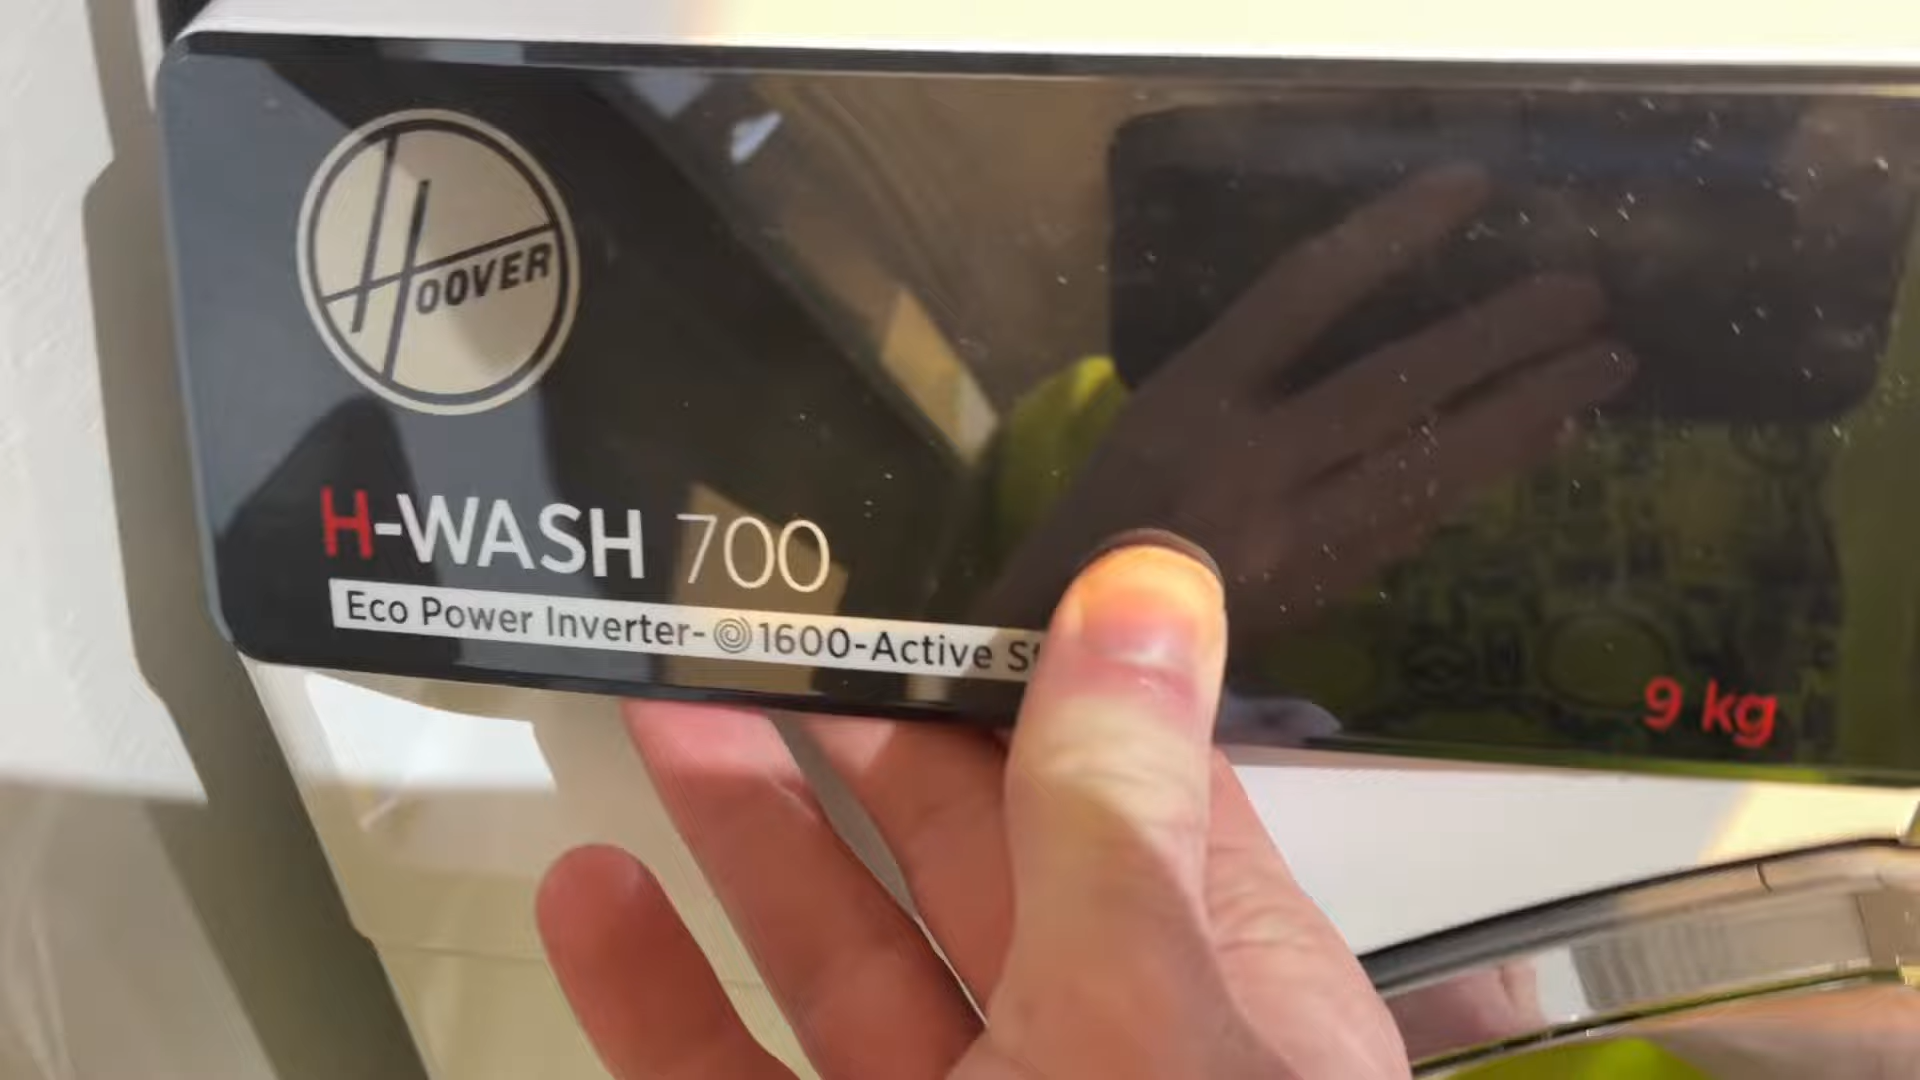 HOOVER
H-WASH 700
Eco Power Inverter-1600-Active
9 kg